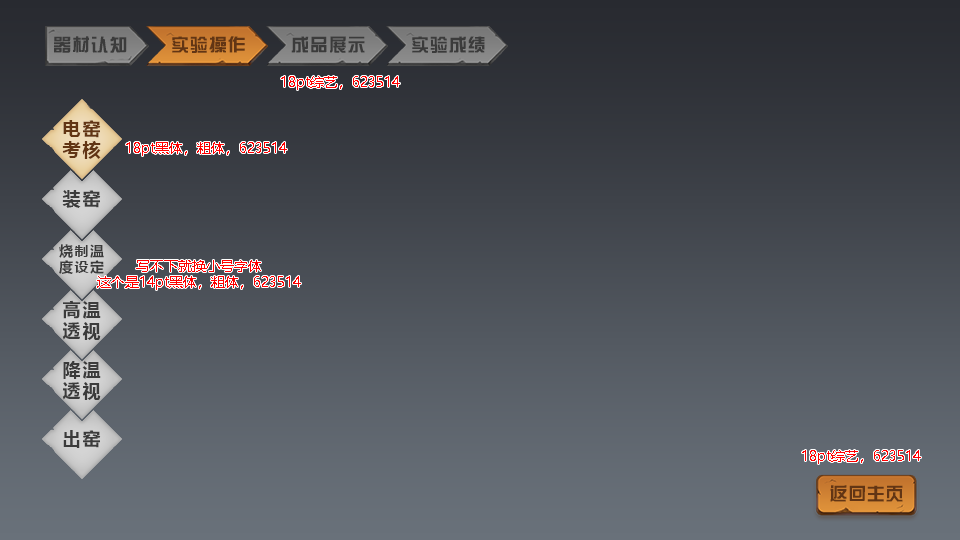 器材认知
实验操作
成品展示
实验成绩
18pt综艺，623514
电窑
考核
18pt黑体，粗体，623514
装窑
烧制温
度设定
写不下就换小号字体
这个是14pt黑体，粗体，623514
高温
透视
降温
透视
出窑
18pt综艺，623514
返回主页